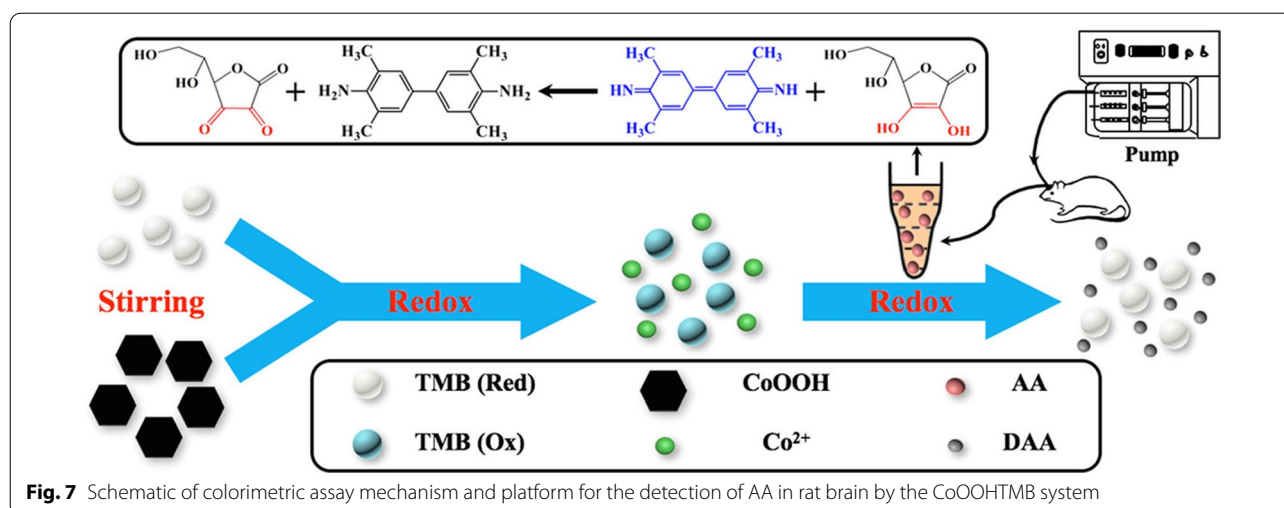 HO
HO
O
O
O
O
+
CH₃
H₃C
H₂N
NH₂
H₃C
CH₃
CH₃
H₃C
HN
NH
H₃C
CH₃
+
HO
HO
O
O
HO
OH
Pump
Stirring
Redox
Redox
TMB (Red)
CoOOH
AA
TMB (Ox)
Co²⁺
DAA
Fig. 7 Schematic of colorimetric assay mechanism and platform for the detection of AA in rat brain by the CoOOHTMB system